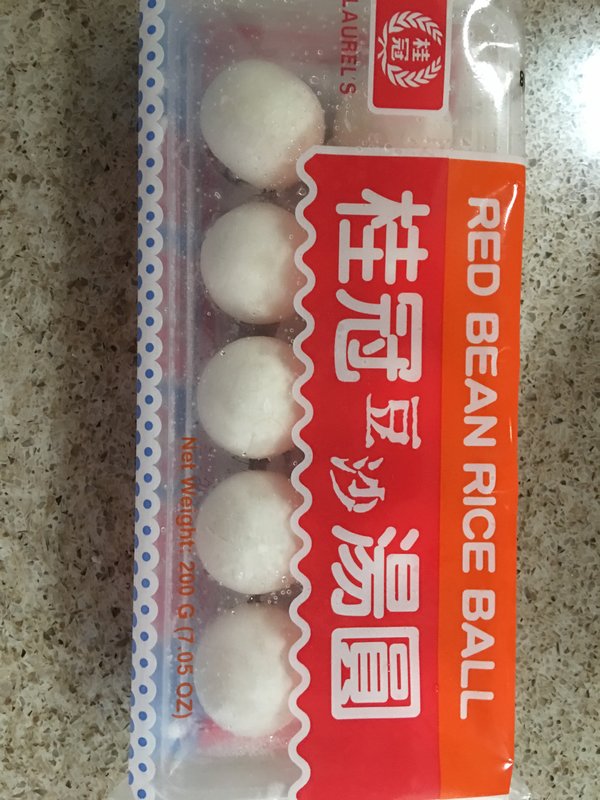 桂冠
LAUREL'S
RED BEAN RICE BALL
桂冠豆沙湯圓
Net Weight: 200 G (7.05 OZ)